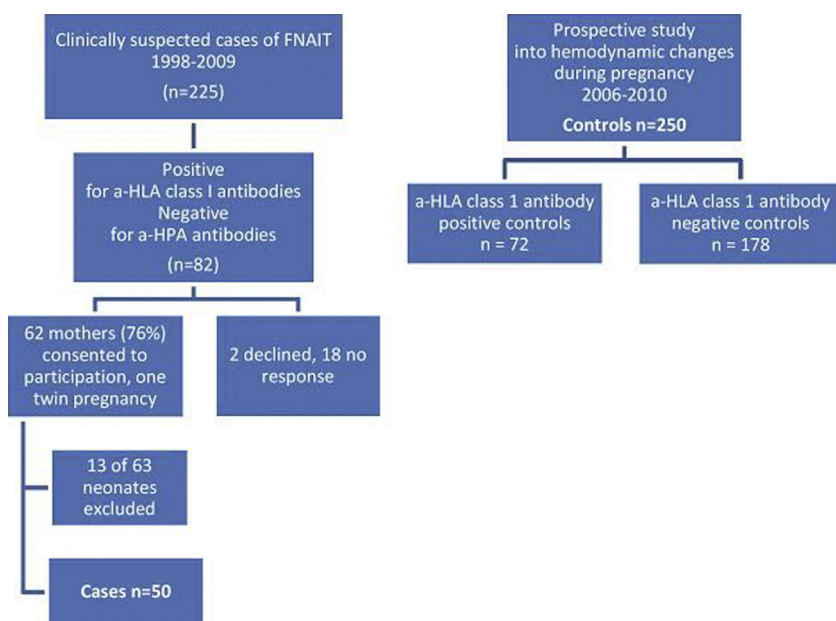 Clinically suspected cases of FNAIT
1998-2009
(n=225)
Positive
for a-HLA class I antibodies
Negative
for a-HPA antibodies
(n=82)
62 mothers (76%)
consented to
participation, one
twin pregnancy
2 declined, 18 no
response
13 of 63
neonates
excluded
Cases n=50
Prospective study
into hemodynamic changes
during pregnancy
2006-2010
Controls n=250
a-HLA class 1 antibody
positive controls
n = 72
a-HLA class 1 antibody
negative controls
n = 178